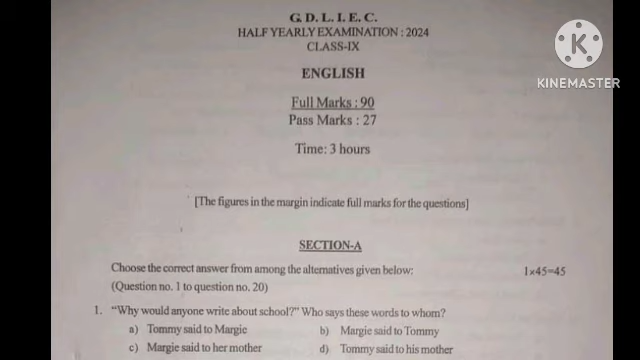 G. D. L. I. E. C.
HALF YEARLY EXAMINATION : 2024
CLASS-IX
KINEMASTER
ENGLISH
Full Marks : 90
Pass Marks : 27
Time: 3 hours
[The figures in the margin indicate full marks for the questions]
SECTION-A
Choose the correct answer from among the alternatives given below: 1×45=45
(Question no. 1 to question no. 20)
1. "Why would anyone write about school?" Who says these words to whom?
a) Tommy said to Margie b) Margie said to Tommy
c) Margie said to her mother d) Tommy said to his mother